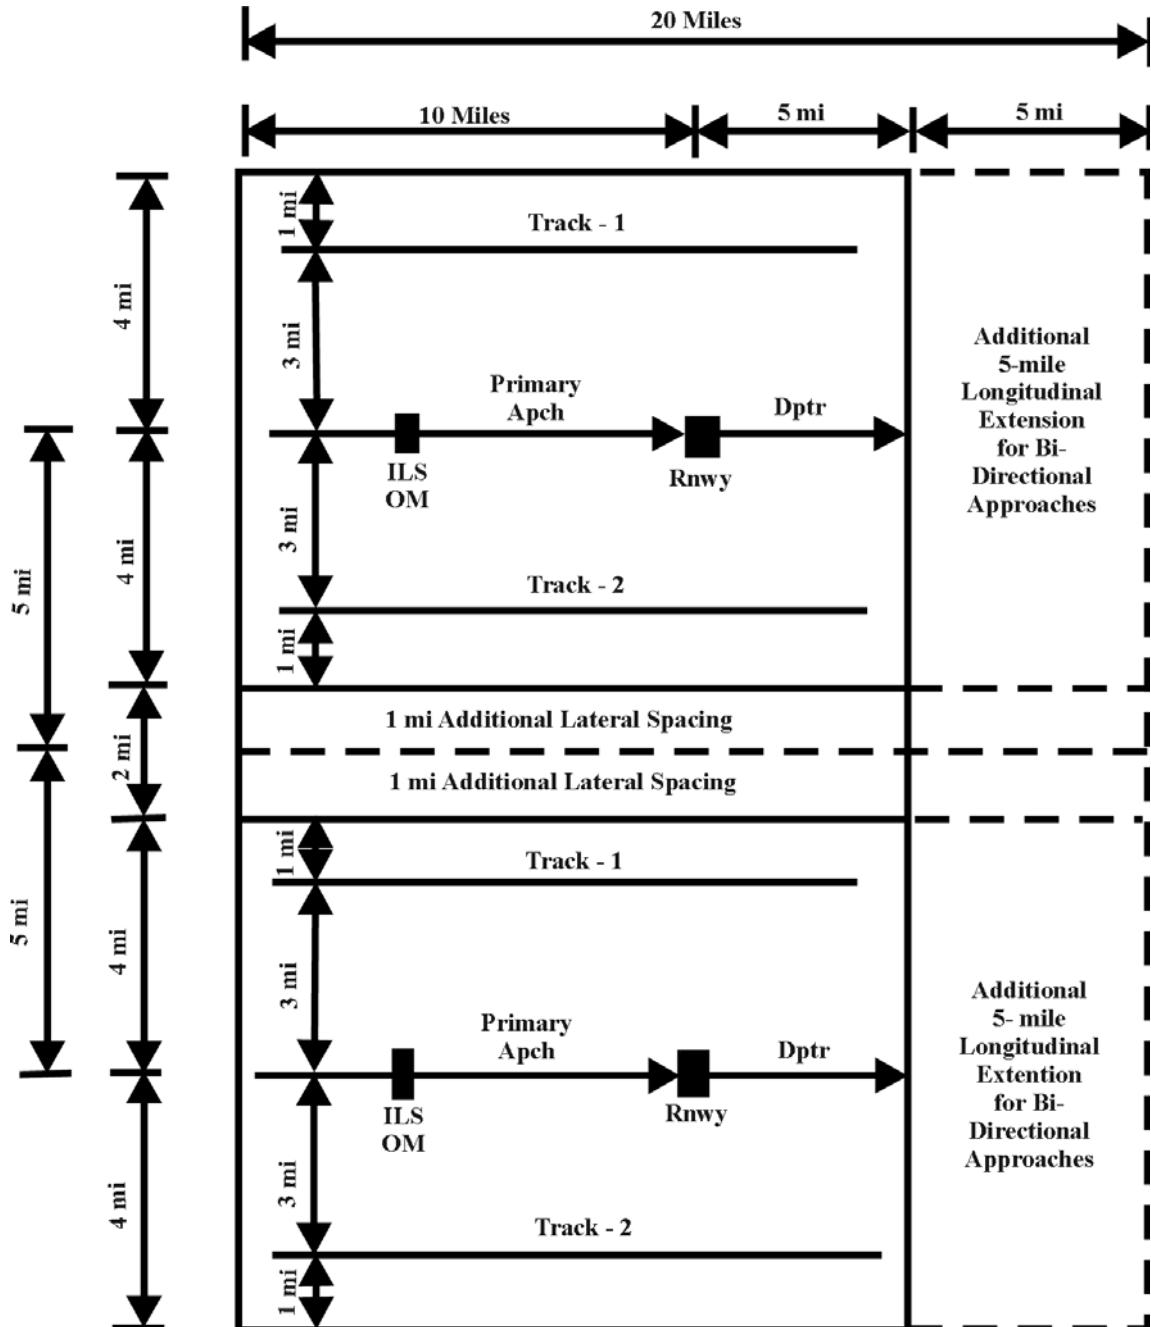 20 Miles
10 Miles
5 mi
5 mi
1 mi
Track - 1
4 mi
3 mi
Additional
5-mile
Longitudinal
Extension
for Bi-
Directional
Approaches
Primary
Apch
Dptr
ILS
OM
Rnwy
3 mi
4 mi
5 mi
Track - 2
1 mi
1 mi Additional Lateral Spacing
2 mi
1 mi Additional Lateral Spacing
1 mi
Track - 1
5 mi
4 mi
3 mi
Additional
5- mile
Longitudinal
Extention
for Bi-
Directional
Approaches
Primary
Apch
Dptr
ILS
OM
Rnwy
3 mi
4 mi
Track - 2
1 mi